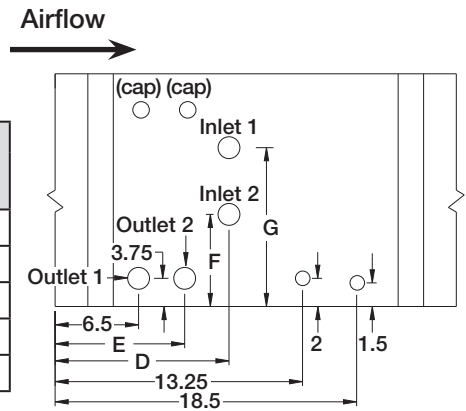 Airflow
(cap) (cap)
Inlet 1
Inlet 2
G
Outlet 2
F
3.75
Outlet 1
6.5
E
2
1.5
D
13.25
18.5